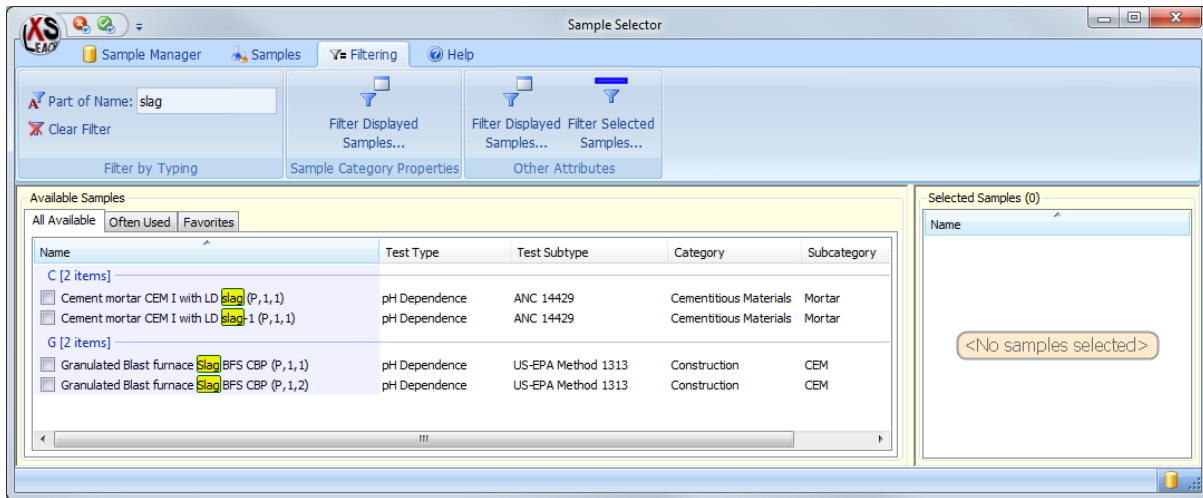 Sample Selector
XS
LEACH
Sample Manager Samples Filtering Help
Part of Name: slag
Clear Filter
Filter by Typing
Filter Displayed
Samples...
Sample Category Properties
Filter Displayed Filter Selected
Samples... Samples...
Other Attributes
Available Samples
All Available Often Used Favorites
Name Test Type Test Subtype Category Subcategory
C [2 items]
Cement mortar CEM I with LD slag (P,1,1) pH Dependence ANC 14429 Cementitious Materials Mortar
Cement mortar CEM I with LD slag-1 (P,1,1) pH Dependence ANC 14429 Cementitious Materials Mortar
G [2 items]
Granulated Blast furnace Slag BFS CBP (P,1,1) pH Dependence US-EPA Method 1313 Construction CEM
Granulated Blast furnace Slag BFS CBP (P,1,2) pH Dependence US-EPA Method 1313 Construction CEM
Selected Samples (0)
Name
<No samples selected>